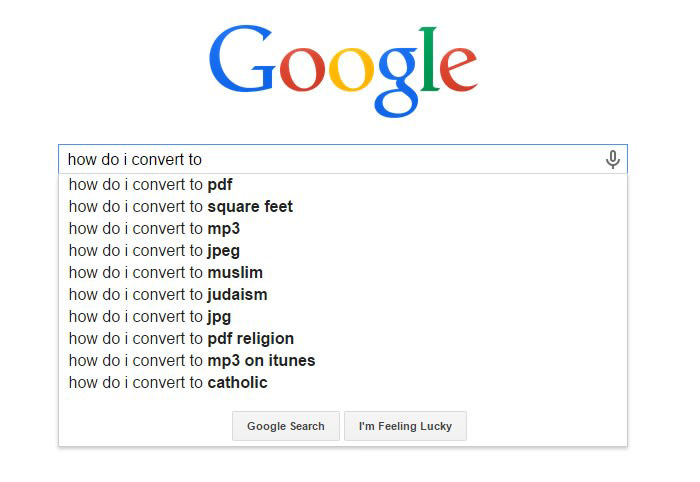 Google
how do i convert to
how do i convert to pdf
how do i convert to square feet
how do i convert to mp3
how do i convert to jpeg
how do i convert to muslim
how do i convert to judaism
how do i convert to jpg
how do i convert to pdf religion
how do i convert to mp3 on itunes
how do i convert to catholic
Google Search I'm Feeling Lucky